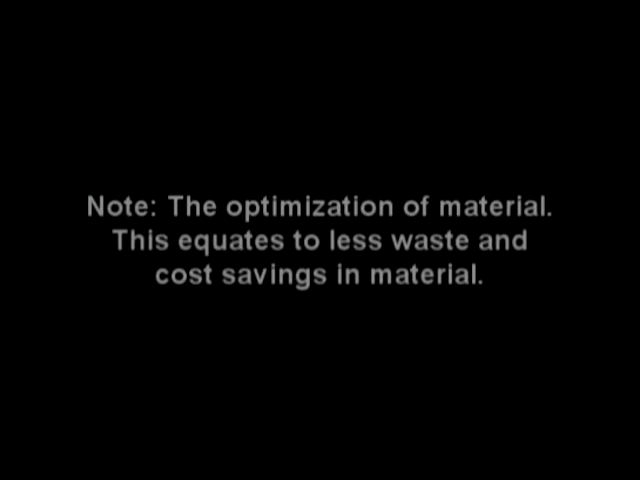 Note: The optimization of material.
This equates to less waste and
cost savings in material.